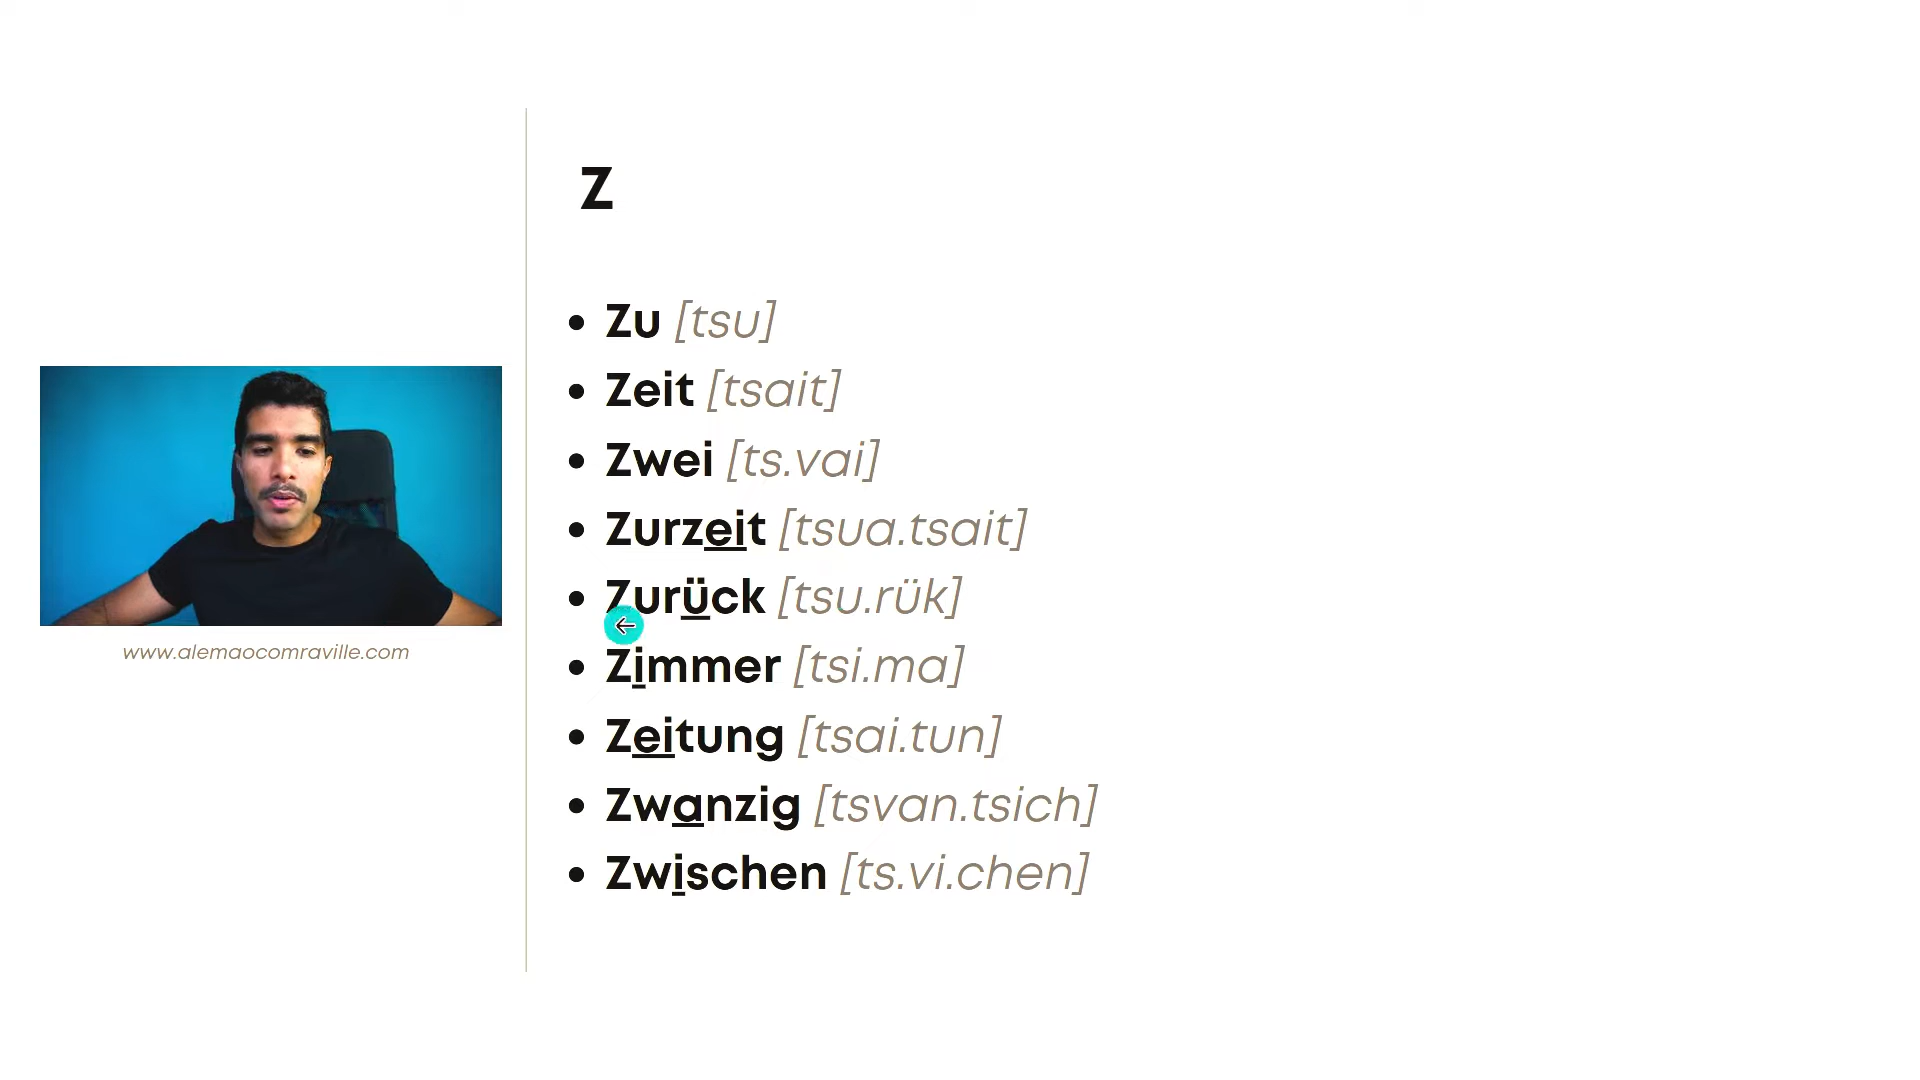 Z
• Zu [tsu]
• Zeit [tsait]
• Zwei [ts.vai]
• Zurzeit [tsua.tsait]
• Zurück [tsu.rük]
• Zimmer [tsi.ma]
• Zeitung [tsai.tun]
• Zwanzig [tsvan.tsich]
• Zwischen [ts.vi.chen]
www.alemaocomraville.com